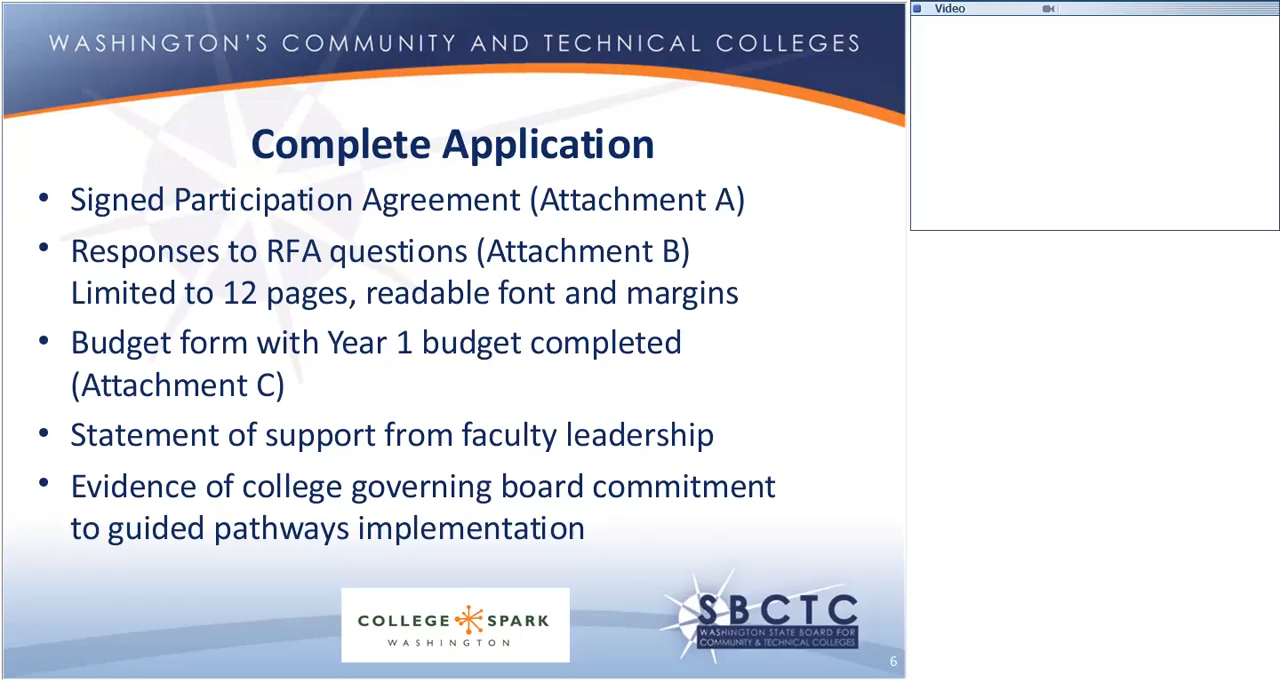 WASHINGTON'S COMMUNITY AND TECHNICAL COLLEGES
Video
Complete Application
• Signed Participation Agreement (Attachment A)
• Responses to RFA questions (Attachment B)
Limited to 12 pages, readable font and margins
• Budget form with Year 1 budget completed
(Attachment C)
• Statement of support from faculty leadership
• Evidence of college governing board commitment
to guided pathways implementation
COLLEGE SPARK
WASHINGTON
SBCTC
WASHINGTON STATE BOARD FOR
COMMUNITY & TECHNICAL COLLEGES
6